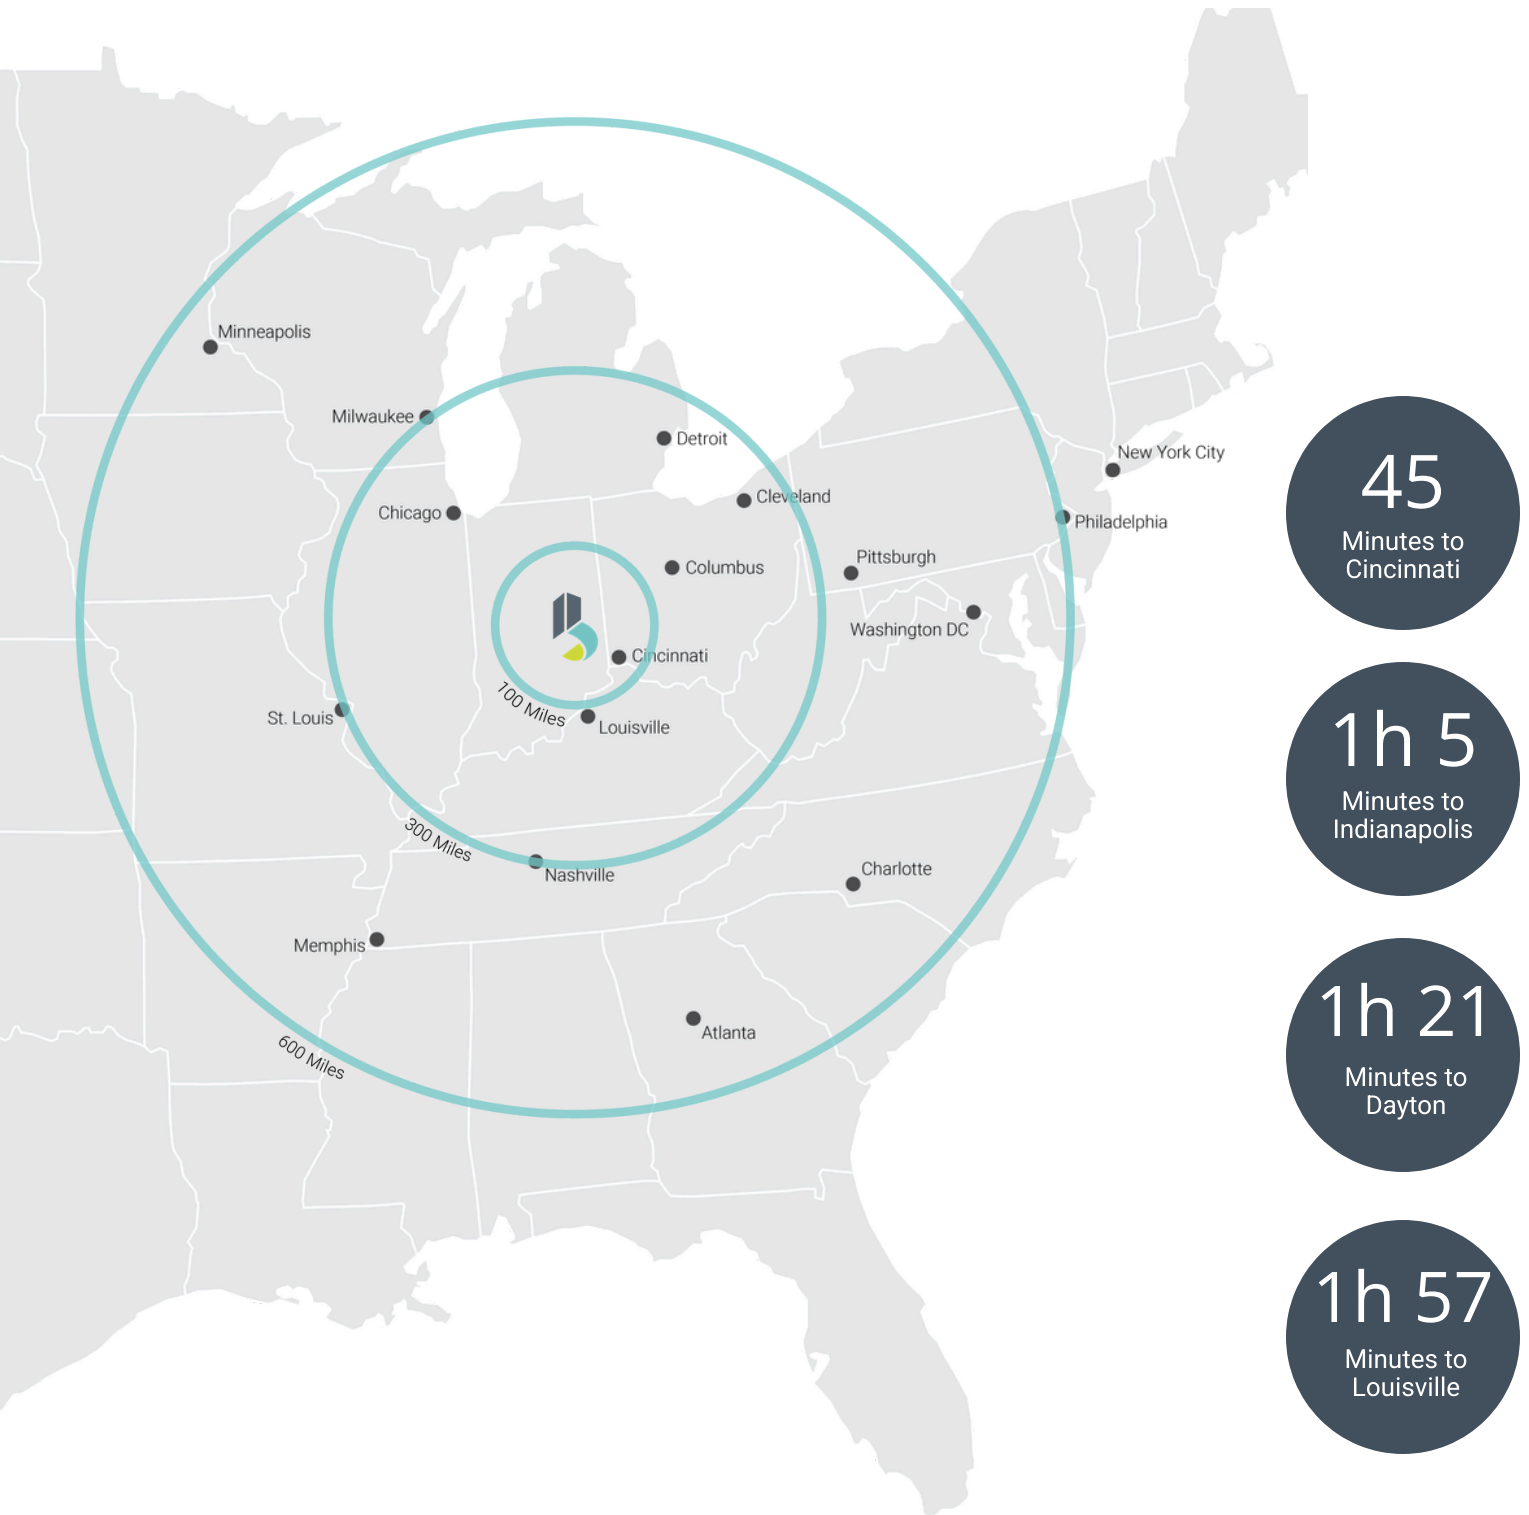 Minneapolis
Milwaukee
Detroit
New York City
Cleveland
Chicago
Philadelphia
Pittsburgh
Columbus
Washington DC
Cincinnati
100 Miles
St. Louis
Louisville
300 Miles
Nashville
Charlotte
Memphis
Atlanta
600 Miles
45
Minutes to
Cincinnati
1h 5
Minutes to
Indianapolis
1h 21
Minutes to
Dayton
1h 57
Minutes to
Louisville